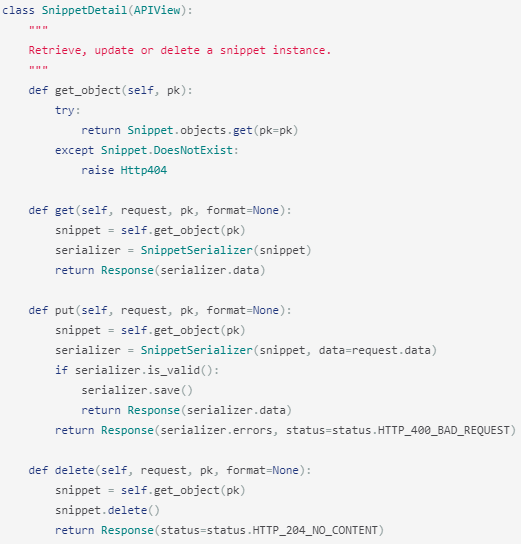 class SnippetDetail(APIView):
    """
    Retrieve, update or delete a snippet instance.
    """
    def get_object(self, pk):
        try:
            return Snippet.objects.get(pk=pk)
        except Snippet.DoesNotExist:
            raise Http404

    def get(self, request, pk, format=None):
        snippet = self.get_object(pk)
        serializer = SnippetSerializer(snippet)
        return Response(serializer.data)

    def put(self, request, pk, format=None):
        snippet = self.get_object(pk)
        serializer = SnippetSerializer(snippet, data=request.data)
        if serializer.is_valid():
            serializer.save()
            return Response(serializer.data)
        return Response(serializer.errors, status=status.HTTP_400_BAD_REQUEST)

    def delete(self, request, pk, format=None):
        snippet = self.get_object(pk)
        snippet.delete()
        return Response(status=status.HTTP_204_NO_CONTENT)